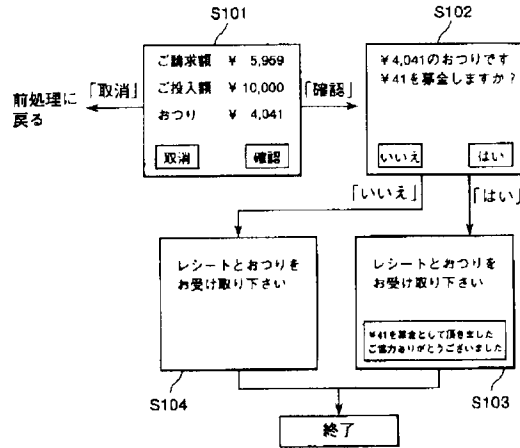 S101
ご請求額 ¥ 5,959
ご投入額 ¥ 10,000
おつり ¥ 4,041
取消 確認
「取消」
前処理に
戻る
「確認」
S102
¥4,041のおつりです
¥41を募金しますか?
いいえ はい
「いいえ」
「はい」
レシートとおつりを
お受け取り下さい
S104
レシートとおつりを
お受け取り下さい
¥41を募金として頂きました
ご協力ありがとうございました
S103
終了